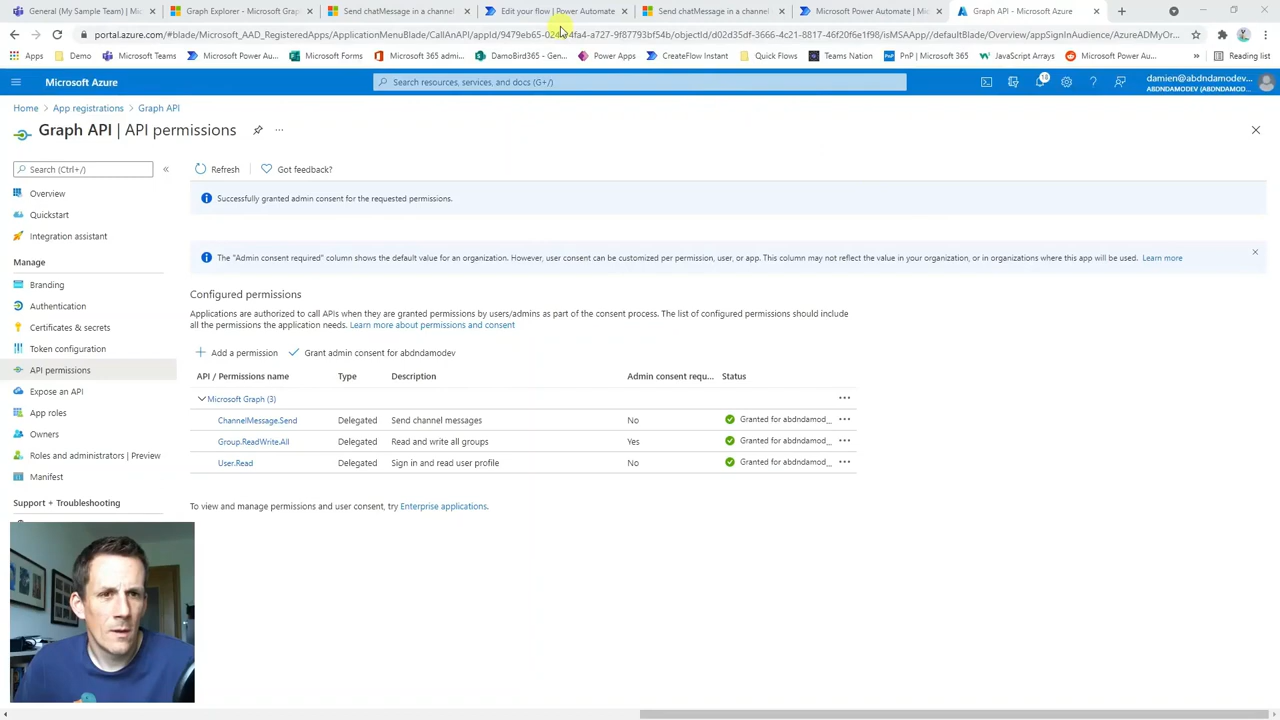 General (My Sample Team) | Mic
Graph Explorer - Microsoft Grap
Send chatMessage in a channel
Edit your flow | Power Automate
Send chatMessage in a channel
Microsoft Power Automate | Mi
Graph API - Microsoft Azure
Apps
demo
Microsoft Teams
Microsoft Power Au...
Microsoft Forms
Microsoft 365 admi...
DamoBird365 - Gen...
Power Apps
CreateFlow Instant
Quick Flows
Teams Nation
PnP | Microsoft 365
JavaScript Arrays
Microsoft Power Au...
»
Reading list
Microsoft Azure
Search resources, services, and docs (G+/)
10
damien@abdndamodev...
ABDNDAMODEV (ABDNDAMOD...
Home > App registrations > Graph API
Graph API | API permissions
Search (Ctrl+/)
«
Refresh
Got feedback?
Successfully granted admin consent for the requested permissions.
Overview
Quickstart
Integration assistant
Manage
Branding
Authentication
Certificates & secrets
Token configuration
API permissions
Expose an API
App roles
Owners
Roles and administrators | Preview
Manifest
Support + Troubleshooting
The "Admin consent required" column shows the default value for an organization. However, user consent can be customized per permission, user, or app. This column may not reflect the value in your organization, or in organizations where this app will be used. Learn more
Configured permissions
Applications are authorized to call APIs when they are granted permissions by users/admins as part of the consent process. The list of configured permissions should include
all the permissions the application needs. Learn more about permissions and consent
Add a permission
Grant admin consent for abdndamodev
API / Permissions name Type Description Admin consent requ... Status
Microsoft Graph (3)
ChannelMessage.Send Delegated Send channel messages No Granted for abdndamod...
Group.ReadWrite.All Delegated Read and write all groups Yes Granted for abdndamod...
User.Read Delegated Sign in and read user profile No Granted for abdndamod...
To view and manage permissions and user consent, try Enterprise applications.